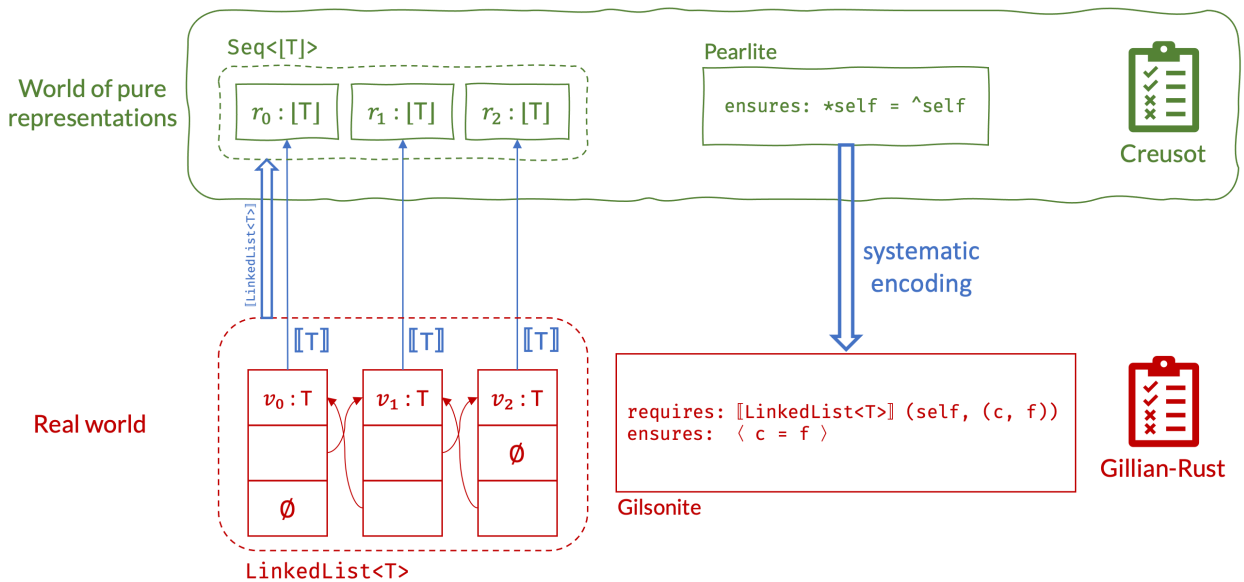 Seq<⌊T⌋>
Pearlite
World of pure
representations
r₀ : ⌊T⌋
r₁ : ⌊T⌋
r₂ : ⌊T⌋
ensures: *self = ^self
Creusot
⟦LinkedList<T>⟧
systematic
encoding
⟦T⟧
⟦T⟧
⟦T⟧
Real world
v₀ : T
v₁ : T
v₂ : T
∅
∅
requires: ⟦LinkedList<T>⟧ (self, (c, f))
ensures: ⟨ c = f ⟩
Gillian-Rust
Gilsonite
LinkedList<T>